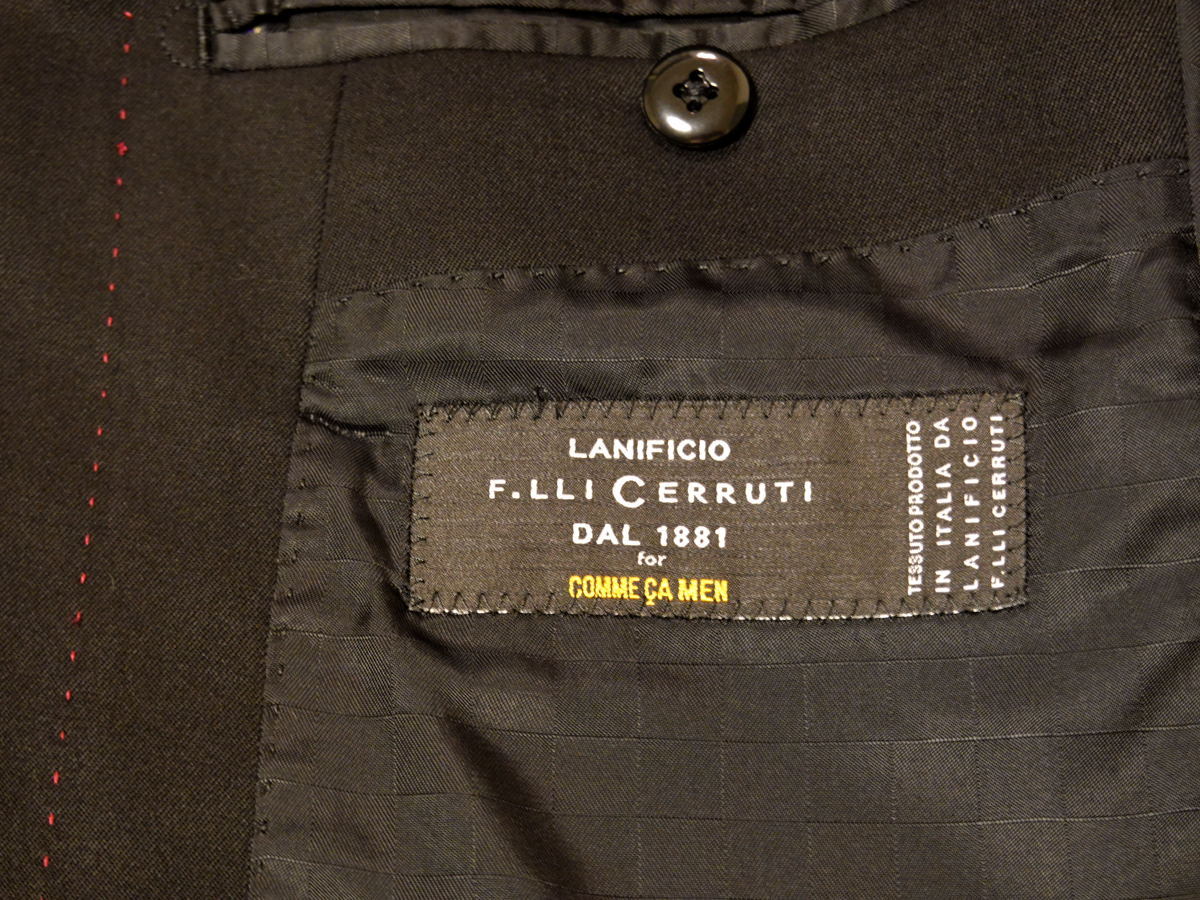 LANIFICIO
F.LLI CERRUTI
DAL 1881
for
COMME ÇA MEN
TESSUTO PRODOTTO
IN ITALIA DA
LANIFICIO
F.LLI CERRUTI